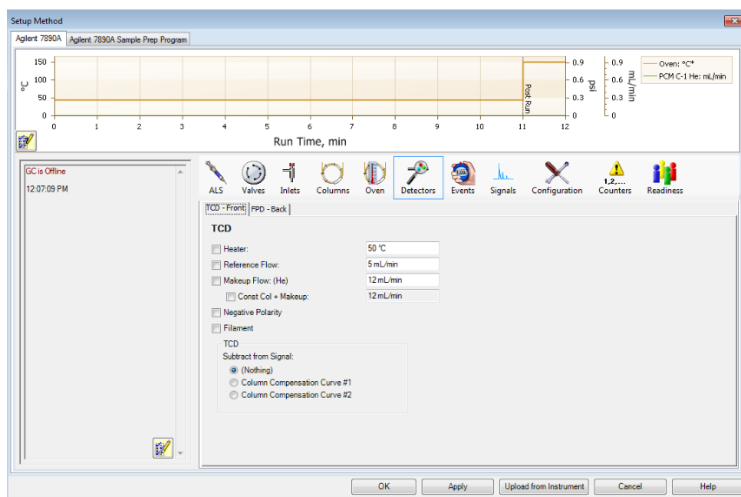 Setup Method
Agilent 7890A Agilent 7890A Sample Prep Program
150
100
50
0
°C
Post Run
0.9
0.6
0.3
0
psi
0.9
0.6
0.3
0
mL/min
Oven: °C*
PCM C-1 He: mL/min
0 1 2 3 4 5 6 7 8 9 10 11 12
Run Time, min
GC is Offline
12:07:09 PM
ALS Valves Inlets Columns Oven Detectors Events Signals Configuration 1,2,... Counters Readiness
TCD - Front FPD - Back
TCD
Heater: 50 °C
Reference Flow: 5 mL/min
Makeup Flow: (He) 12 mL/min
Const Col + Makeup: 12 mL/min
Negative Polarity
Filament
TCD
Subtract from Signal:
(Nothing)
Column Compensation Curve #1
Column Compensation Curve #2
OK Apply Upload from Instrument Cancel Help